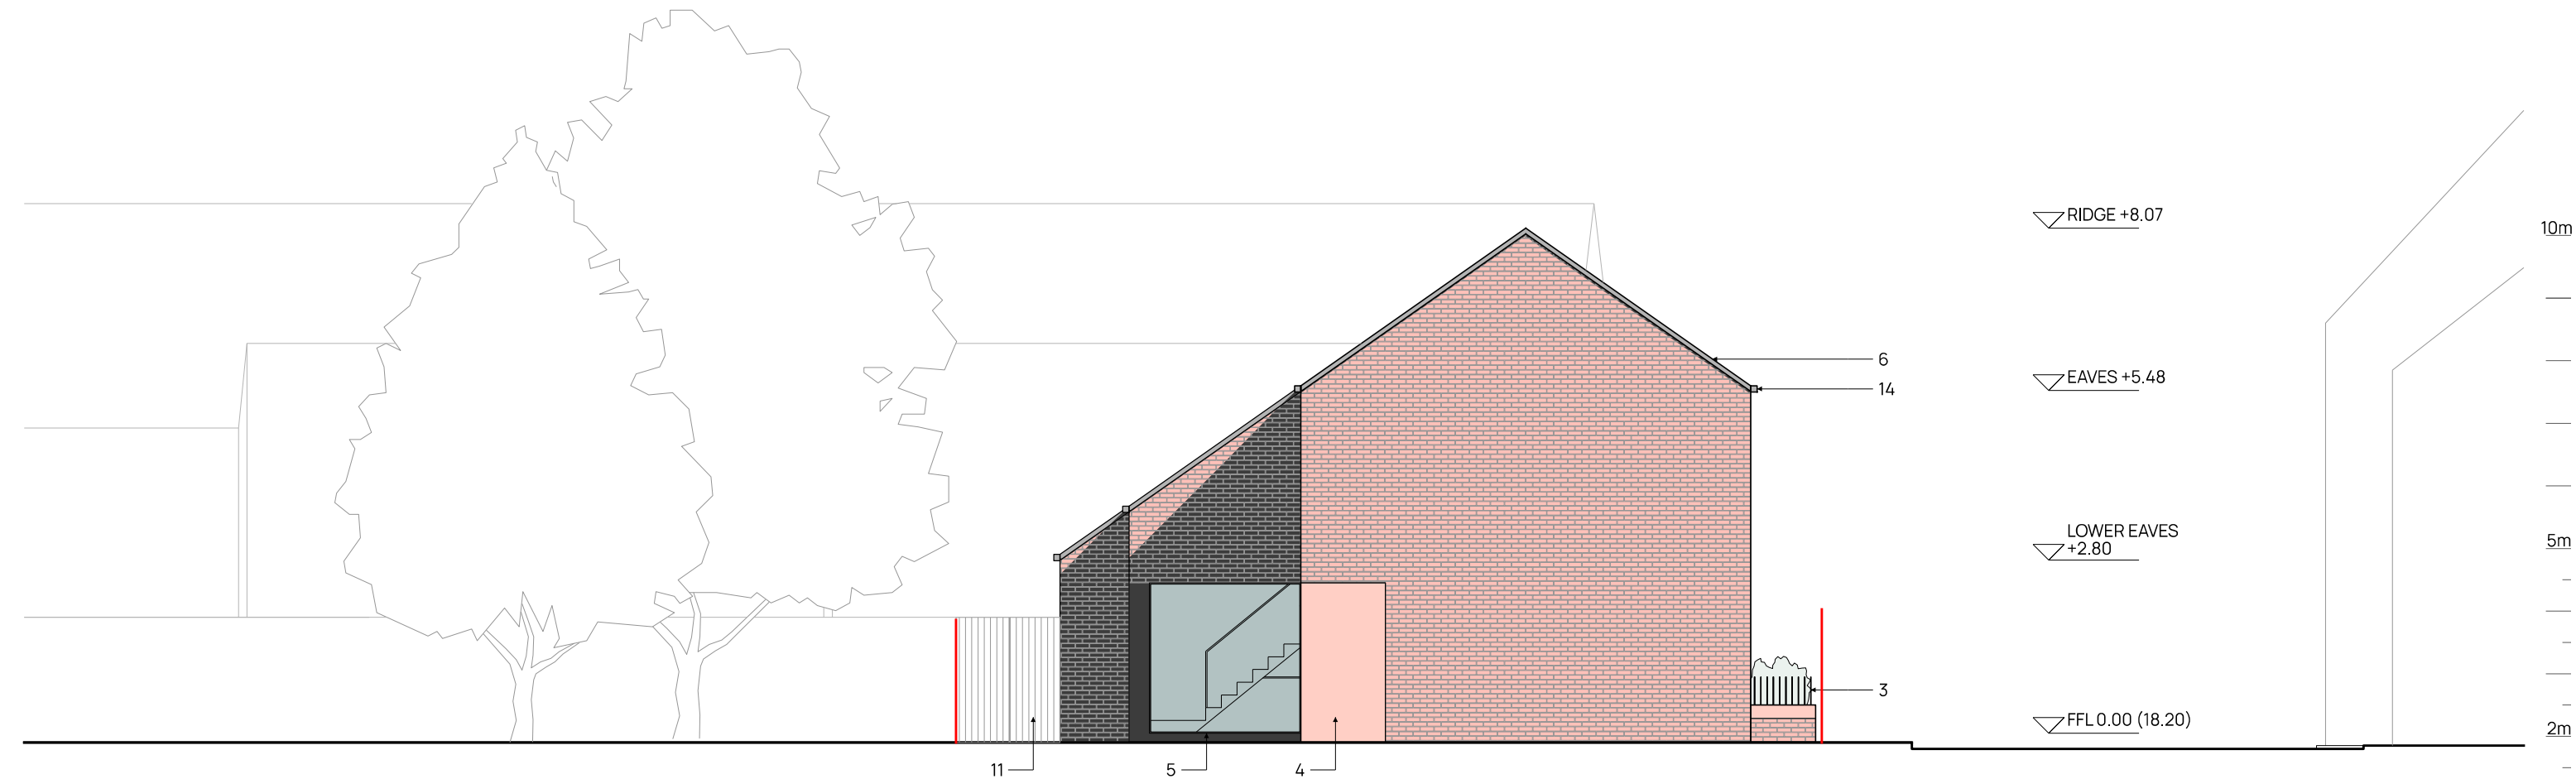 RIDGE +8.07
10m
6
EAVES +5.48
14
LOWER EAVES
+2.80
5m
3
FFL 0.00 (18.20)
2m
11
5
4